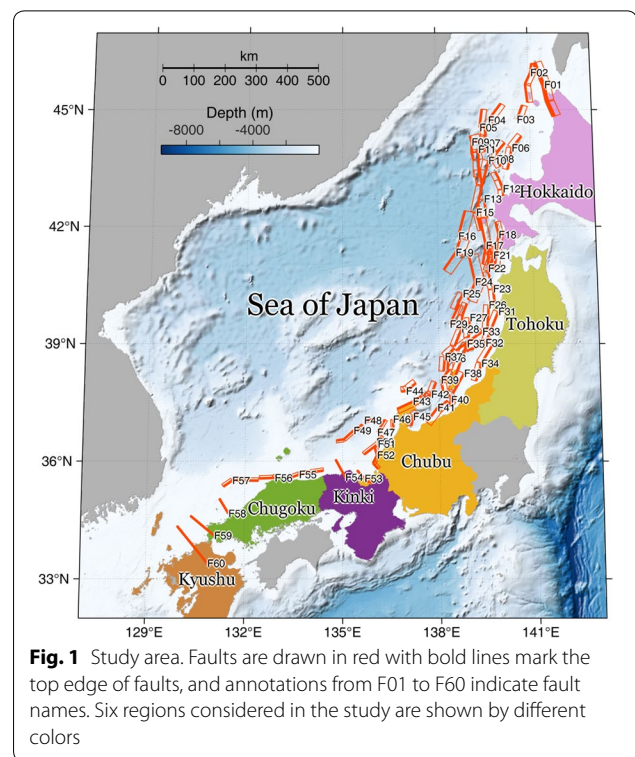 km
0 100 200 300 400 500
Depth (m)
-8000 -4000
45°N
42°N
39°N
36°N
33°N
129°E 132°E 135°E 138°E 141°E
Sea of Japan
Hokkaido
Tohoku
Chubu
Kinki
Chugoku
Kyushu
F02
F01
F04
F03
F05
F09
F06
F11
F10
F12
F13
F15
F16
F18
F17
F19
F21
F22
F24
F23
F25
F26
F31
F27
F29
F33
F35
F32
F37
F34
F38
F39
F44
F42
F40
F43
F41
F48
F46
F45
F49
F47
F51
F52
F57
F56
F55
F54
F53
F58
F59
F60
Fig. 1 Study area. Faults are drawn in red with bold lines mark the
top edge of faults, and annotations from F01 to F60 indicate fault
names. Six regions considered in the study are shown by different
colors